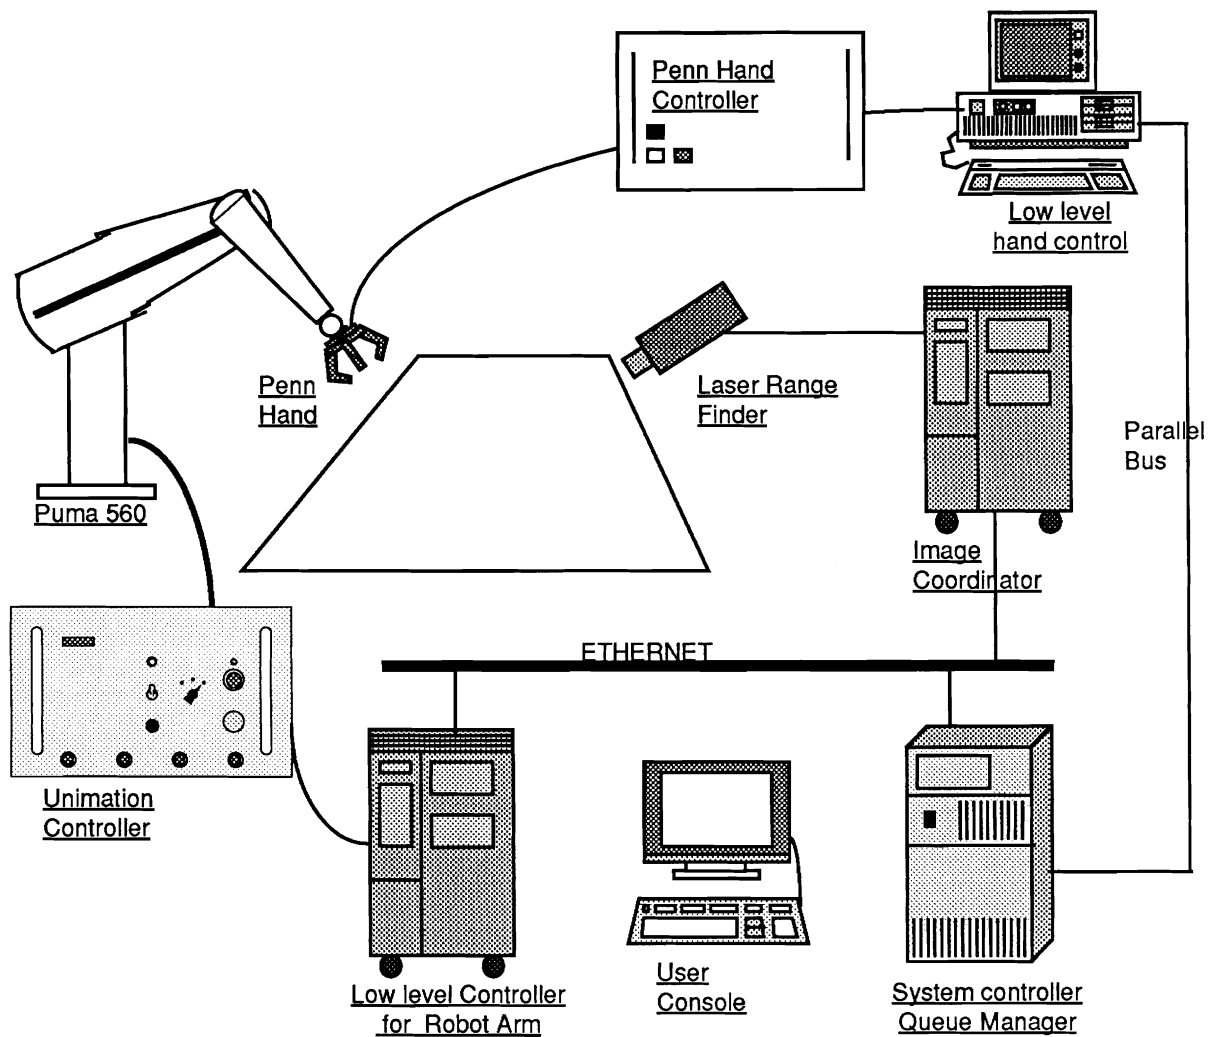 Penn Hand
Controller
Low level
hand control
Penn
Hand
Laser Range
Finder
Parallel
Bus
Puma 560
Image
Coordinator
ETHERNET
Unimation
Controller
Low level Controller
for Robot Arm
User
Console
System controller
Queue Manager